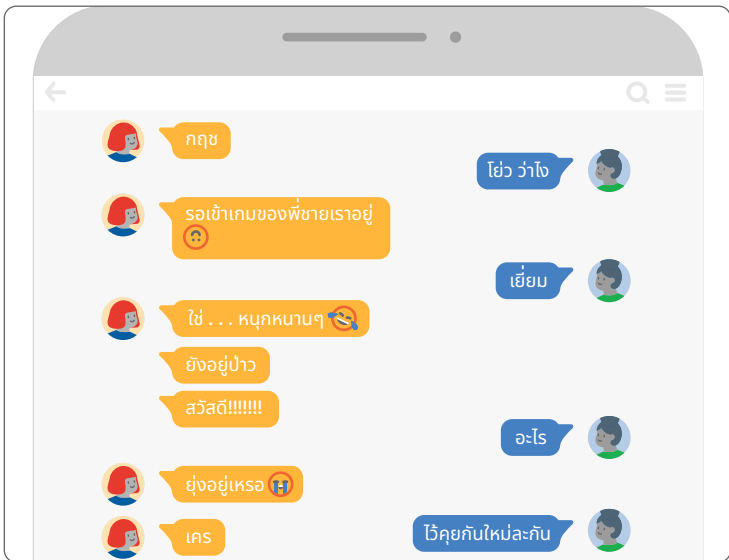 กฤช
โย่ว ว่าไง
รอเข้าเกมของพี่ชายเราอยู่
🙃
เยี่ยม
ใช่ . . . หนุกหนานๆ 😂
ยังอยู่ป่าว
สวัสดี!!!!!!!
อะไร
ยุ่งอยู่เหรอ 😭
ไว้คุยกันใหม่ละกัน
เคร